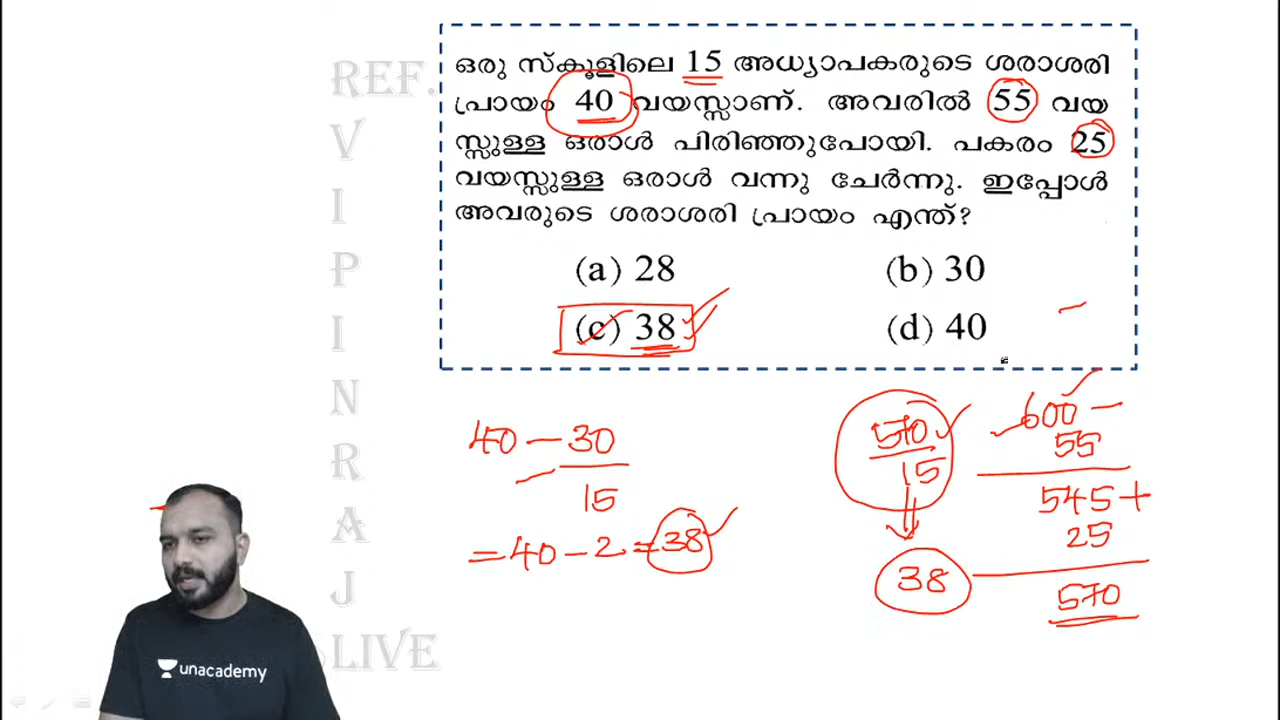 REF.
VIPINRAJ
LIVE
ഒരു സ്കൂളിലെ 15 അധ്യാപകരുടെ ശരാശരി
പ്രായം 40 വയസ്സാണ്. അവരിൽ 55 വയ
സ്സുള്ള ഒരാൾ പിരിഞ്ഞുപോയി. പകരം 25
വയസ്സുള്ള ഒരാൾ വന്നു ചേർന്നു. ഇപ്പോൾ
അവരുടെ ശരാശരി പ്രായം എന്ത്?
(a) 28 (b) 30
(c) 38 (d) 40
40 - 30
15
= 40 - 2 = 38
570
15
38
600 -
55
545 +
25
570
unacademy